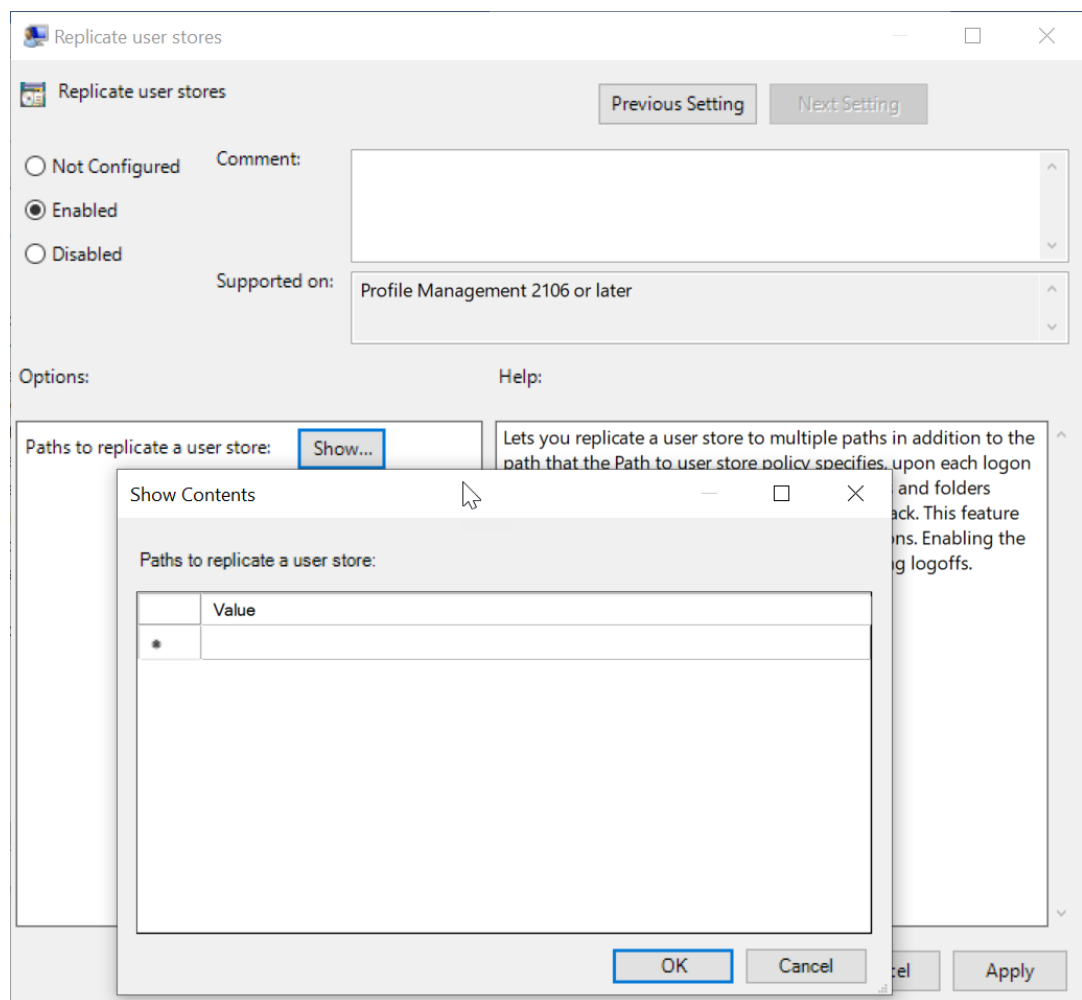 Replicate user stores
Replicate user stores
Previous Setting
Next Setting
Not Configured
Comment:
Enabled
Disabled
Supported on:
Profile Management 2106 or later
Options:
Help:
Paths to replicate a user store:
Show...
Lets you replicate a user store to multiple paths in addition to the
path that the Path to user store policy specifies, upon each logon
and folders
This feature
Enabling the
logoffs.
Show Contents
Paths to replicate a user store:
Value
OK
Cancel
Apply